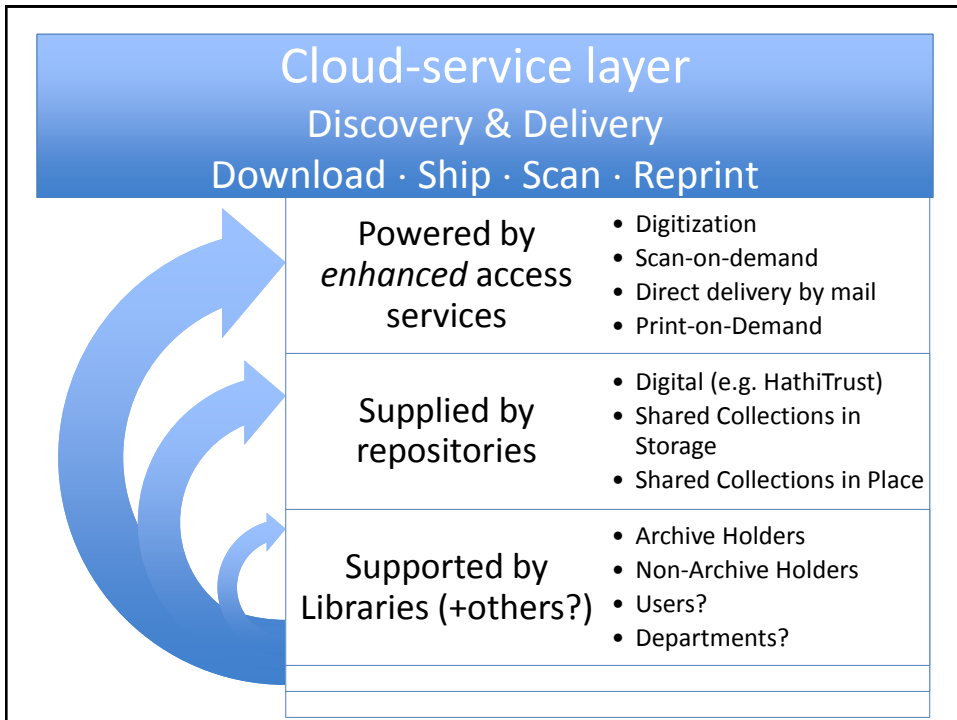 Cloud-service layer
Discovery & Delivery
Download · Ship · Scan · Reprint
Powered by
enhanced access
services
• Digitization
• Scan-on-demand
• Direct delivery by mail
• Print-on-Demand
Supplied by
repositories
• Digital (e.g. HathiTrust)
• Shared Collections in
Storage
• Shared Collections in Place
Supported by
Libraries (+others?)
• Archive Holders
• Non-Archive Holders
• Users?
• Departments?